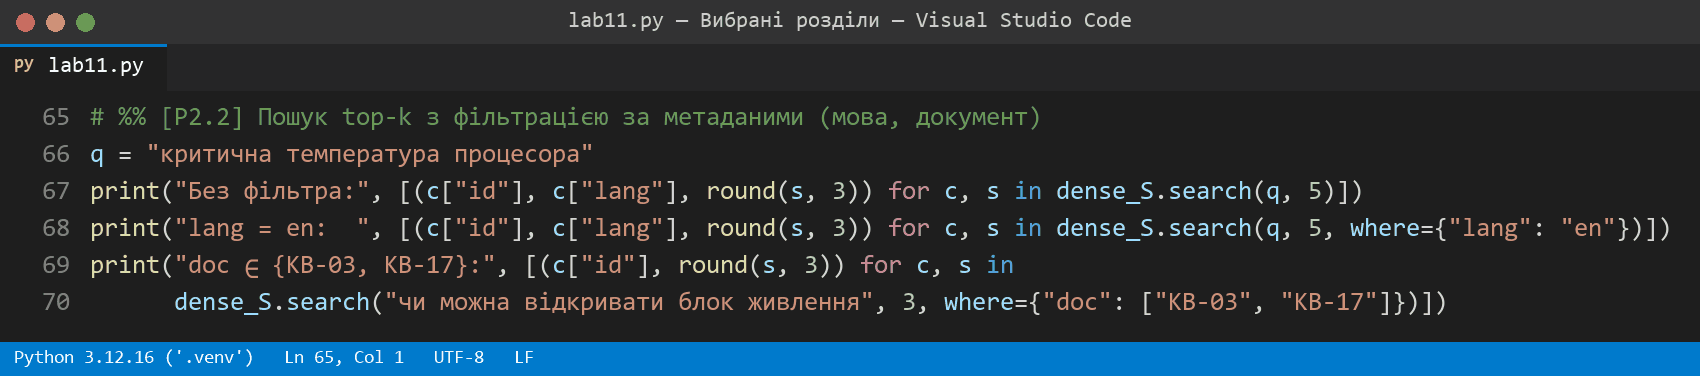 lab11.py — Вибрані розділи — Visual Studio Code
py lab11.py
65 # %% [P2.2] Пошук top-k з фільтрацією за метаданими (мова, документ)
66 q = "критична температура процесора"
67 print("Без фільтра:", [(c["id"], c["lang"], round(s, 3)) for c, s in dense_S.search(q, 5)])
68 print("lang = en:  ", [(c["id"], c["lang"], round(s, 3)) for c, s in dense_S.search(q, 5, where={"lang": "en"})])
69 print("doc ∈ {KB-03, KB-17}:", [(c["id"], round(s, 3)) for c, s in
70       dense_S.search("чи можна відкривати блок живлення", 3, where={"doc": ["KB-03", "KB-17"]})])
Python 3.12.16 ('.venv') Ln 65, Col 1 UTF-8 LF